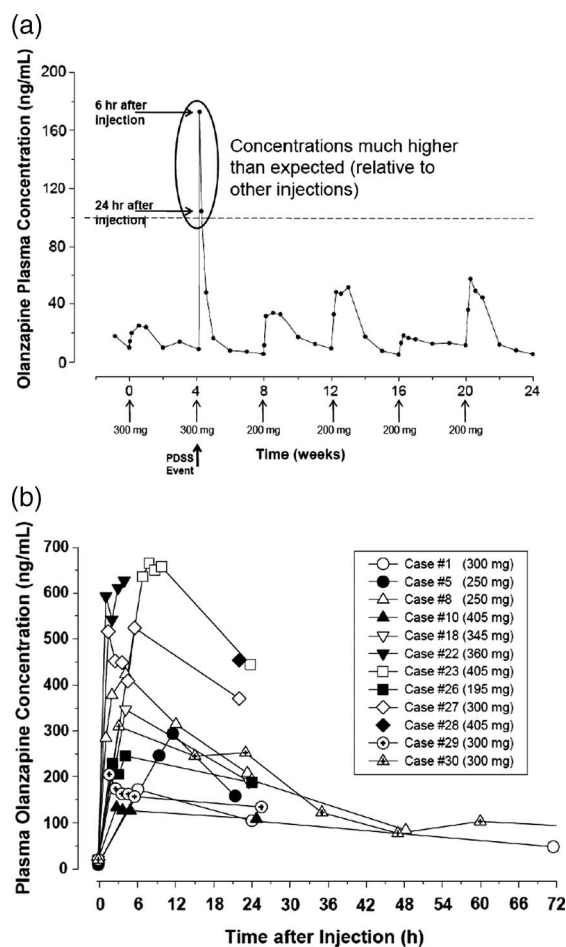 (a)
Olanzapine Plasma Concentration (ng/mL)
200
160
120
80
40
0
6 hr after
injection
24 hr after
injection
Concentrations much higher
than expected (relative to
other injections)
0 4 8 12 16 20 24
300 mg 300 mg 200 mg 200 mg 200 mg 200 mg
PDSS
Event
Time (weeks)
(b)
Plasma Olanzapine Concentration (ng/mL)
700
600
500
400
300
200
100
0
Case #1 (300 mg)
Case #5 (250 mg)
Case #8 (250 mg)
Case #10 (405 mg)
Case #18 (345 mg)
Case #22 (360 mg)
Case #23 (405 mg)
Case #26 (195 mg)
Case #27 (300 mg)
Case #28 (405 mg)
Case #29 (300 mg)
Case #30 (300 mg)
0 6 12 18 24 30 36 42 48 54 60 66 72
Time after Injection (h)